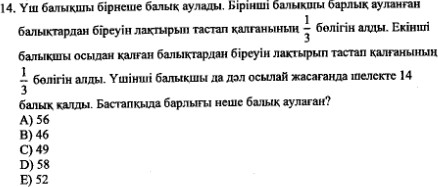 14. Үш балықшы бірнеше балық аулады. Бірінші балықшы барлық ауланған
балықтардан біреуін лақтырып тастап қалғанының 1/3 бөлігін алды. Екінші
балықшы осыдан қалған балықтардан біреуін лақтырып тастап қалғанының
1/3 бөлігін алды. Үшінші балықшы да дәл осылай жасағанда шелекте 14
балық қалды. Бастапқыда барлығы неше балық аулаған?
A) 56
B) 46
C) 49
D) 58
E) 52